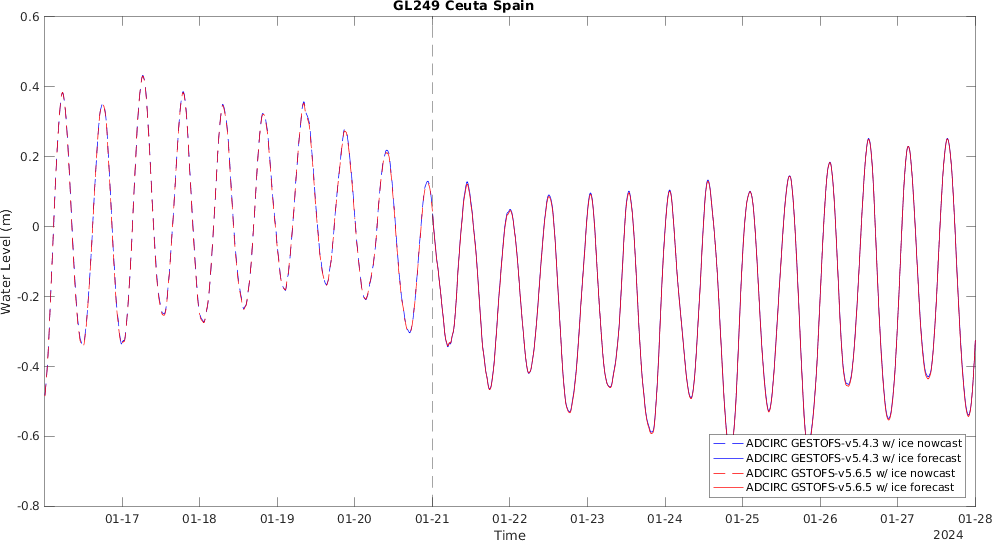 GL249 Ceuta Spain
0.6
0.4
0.2
0
-0.2
-0.4
-0.6
-0.8
Water Level (m)
ADCIRC GESTOFS-v5.4.3 w/ ice nowcast
ADCIRC GESTOFS-v5.4.3 w/ ice forecast
ADCIRC GSTOFS-v5.6.5 w/ ice nowcast
ADCIRC GSTOFS-v5.6.5 w/ ice forecast
01-17 01-18 01-19 01-20 01-21 01-22 01-23 01-24 01-25 01-26 01-27 01-28
Time
2024